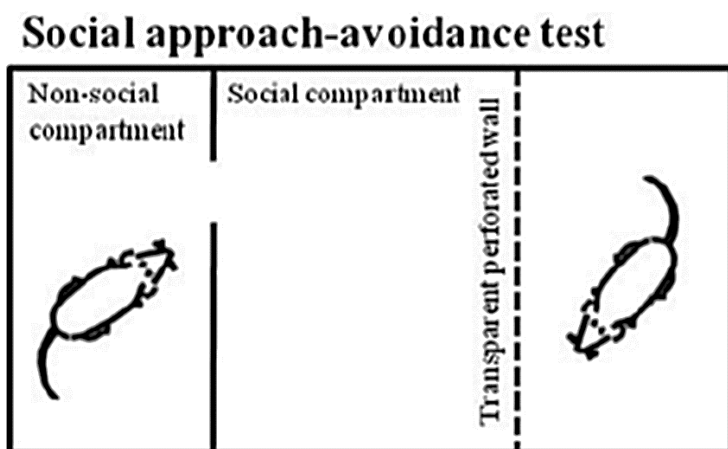 Social approach-avoidance test
Non-social
compartment
Social compartment
Transparent perforated wall